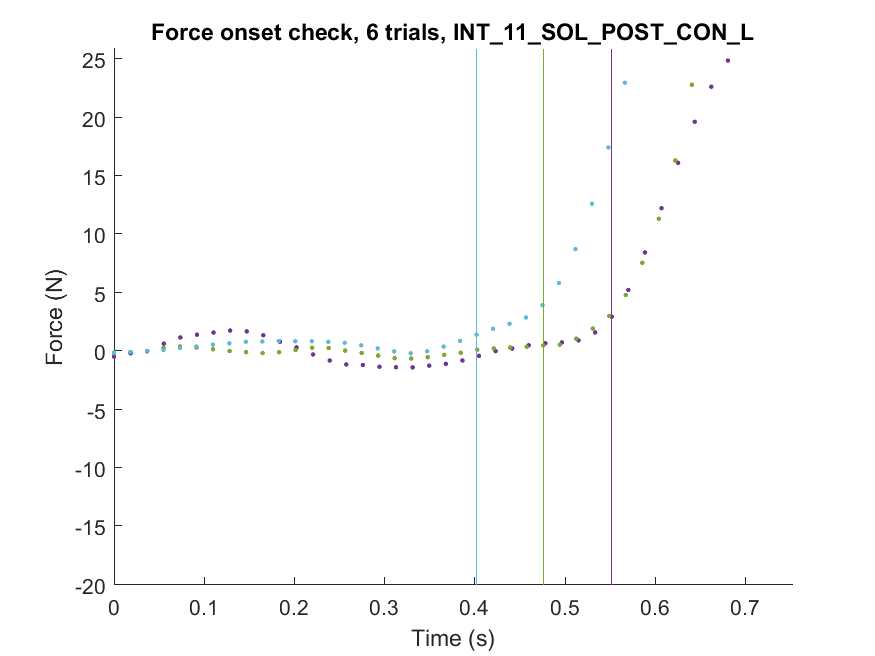 Force onset check, 6 trials, INT_11_SOL_POST_CON_L
25
20
15
10
5
0
-5
-10
-15
-20
Force (N)
0 0.1 0.2 0.3 0.4 0.5 0.6 0.7
Time (s)